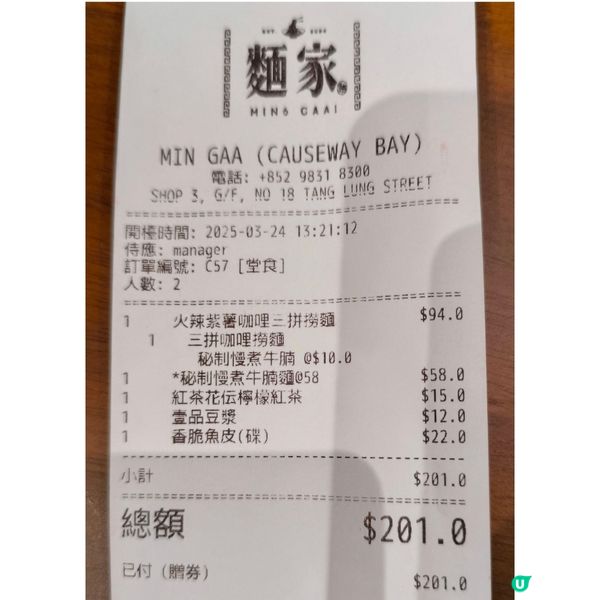 麵家
MING GAAI
MIN GAA (CAUSEWAY BAY)
電話: +852 9831 8300
SHOP 3, G/F, NO 18 TANG LUNG STREET
開檯時間: 2025-03-24 13:21:12
侍應: manager
訂單編號: C57 [堂食]
人數: 2
1 火辣紫薯咖哩三拼撈麵 $94.0
1 三拼咖哩撈麵
秘制慢煮牛腩 @$10.0
1 *秘制慢煮牛腩麵@58 $58.0
1 紅茶花伝檸檬紅茶 $15.0
1 壹品豆漿 $12.0
1 香脆魚皮(碟) $22.0
小計 $201.0
總額 $201.0
已付 (贈券) $201.0
U